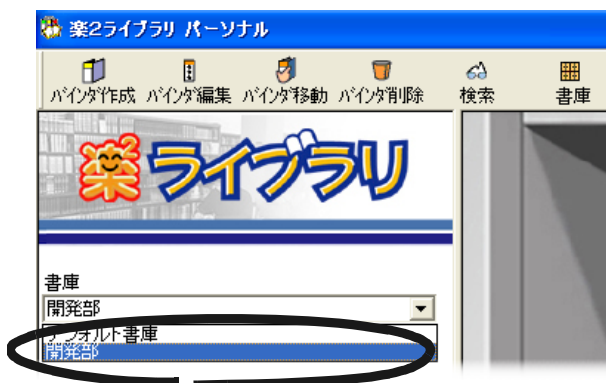 楽2ライブラリ パーソナル
バインダ作成 バインダ編集 バインダ移動 バインダ削除 検索 書庫
楽2ライブラリ
書庫
開発部
デフォルト書庫
開発部